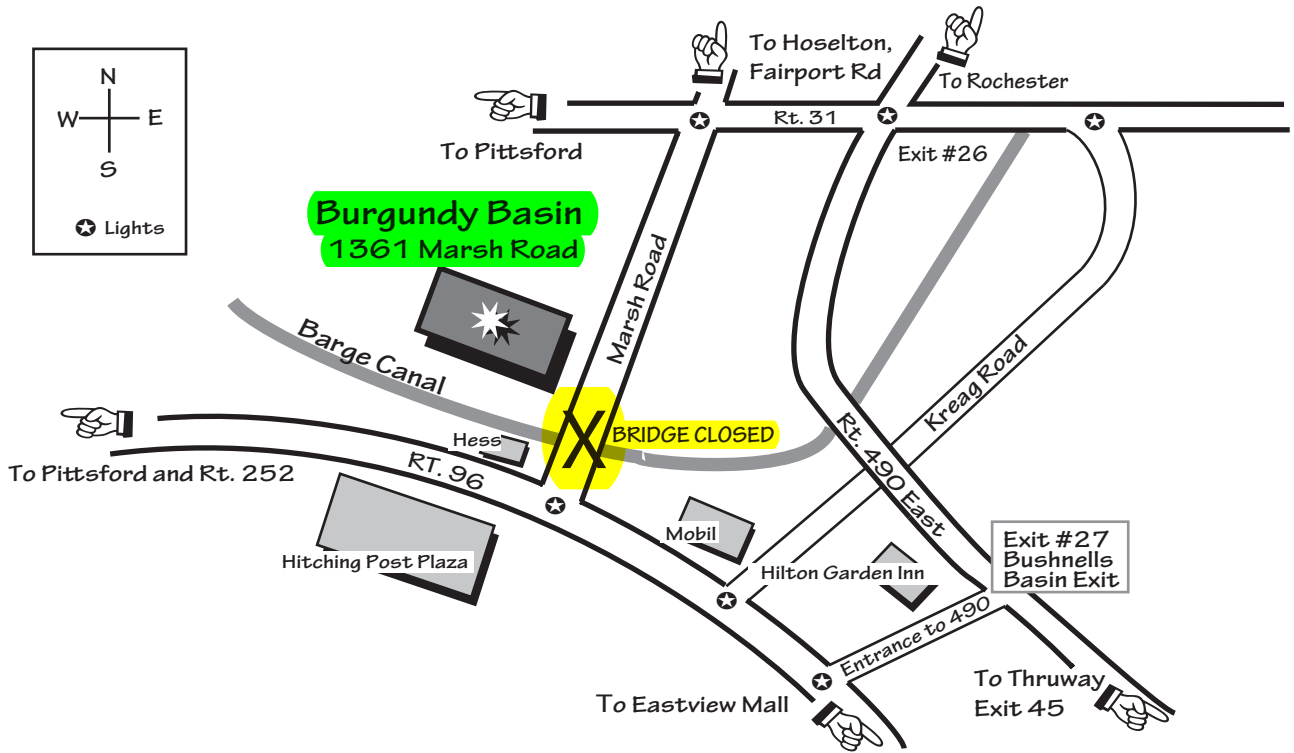 N
W E
S
Lights
To Hoselton,
Fairport Rd
To Rochester
Rt. 31
To Pittsford
Exit #26
Burgundy Basin
1361 Marsh Road
Marsh Road
Barge Canal
Kreag Road
X
BRIDGE CLOSED
Hess
RT. 96
To Pittsford and Rt. 252
Rt. 490 East
Hitching Post Plaza
Mobil
Hilton Garden Inn
Exit #27
Bushnells
Basin Exit
Entrance to 490
To Eastview Mall
To Thruway
Exit 45